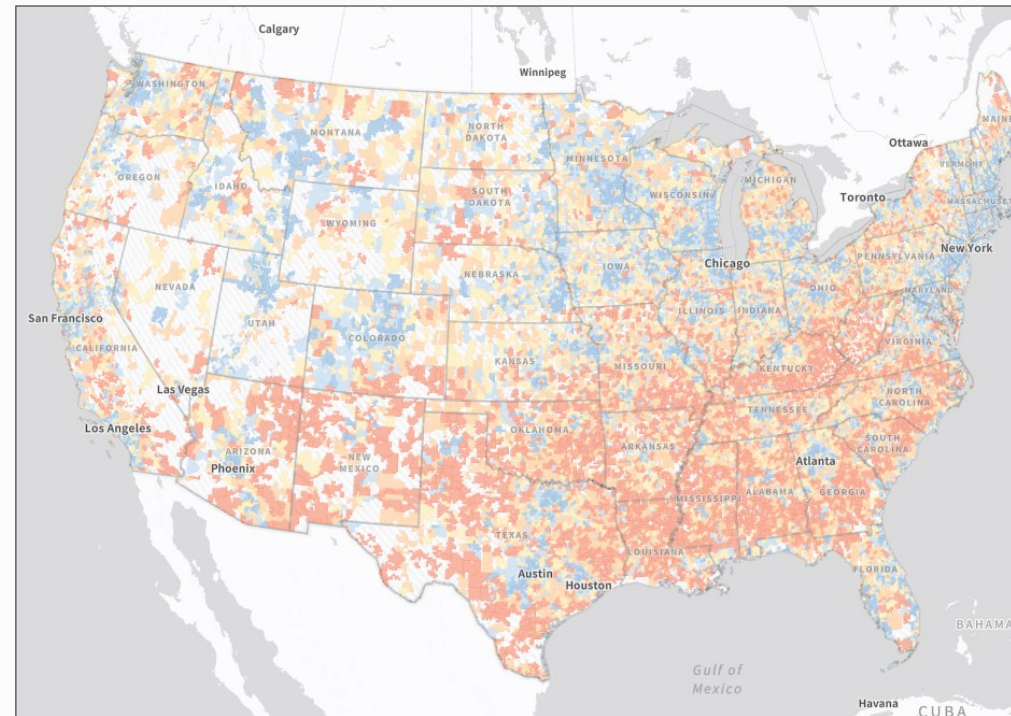 Calgary
Winnipeg
WASHINGTON
MONTANA
NORTH
DAKOTA
MINNESOTA
MAINE
Ottawa
OREGON
IDAHO
SOUTH
DAKOTA
WISCONSIN
MICHIGAN
VERMONT
Toronto
MASSACHUSETTS
WYOMING
New York
IOWA
Chicago
PENNSYLVANIA
NEBRASKA
NEVADA
OHIO
MARYLAND
ILLINOIS
INDIANA
San Francisco
UTAH
COLORADO
VIRGINIA
CALIFORNIA
KANSAS
MISSOURI
KENTUCKY
Las Vegas
NORTH
CAROLINA
TENNESSEE
Los Angeles
OKLAHOMA
ARKANSAS
SOUTH
CAROLINA
ARIZONA
NEW
MEXICO
Atlanta
Phoenix
MISSISSIPPI
ALABAMA
GEORGIA
TEXAS
LOUISIANA
Austin
FLORIDA
Houston
BAHAMA
Gulf of
Mexico
Havana
CUBA